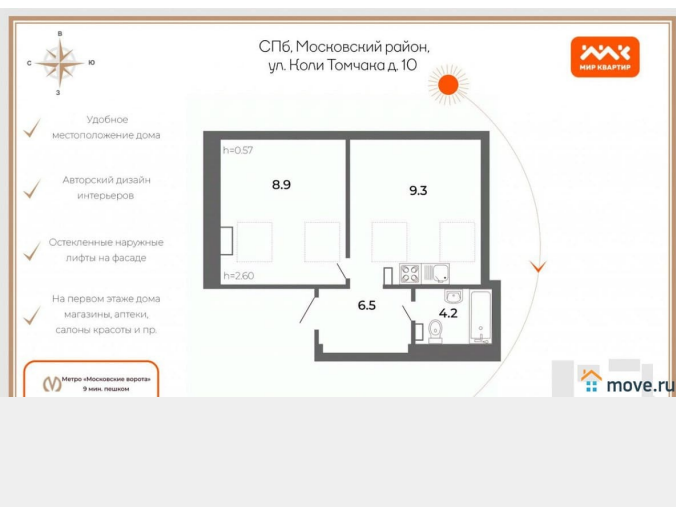 СПб, Московский район,
ул. Коли Томчака д. 10
МИР КВАРТИР
В
С
Ю
З
Удобное
местоположение дома
Авторский дизайн
интерьеров
Остекленные наружные
лифты на фасаде
На первом этаже дома
магазины, аптеки,
салоны красоты и пр.
Метро «Московские ворота»
9 мин. пешком
h=0.57
8.9
9.3
h=2.60
6.5
4.2
move.ru